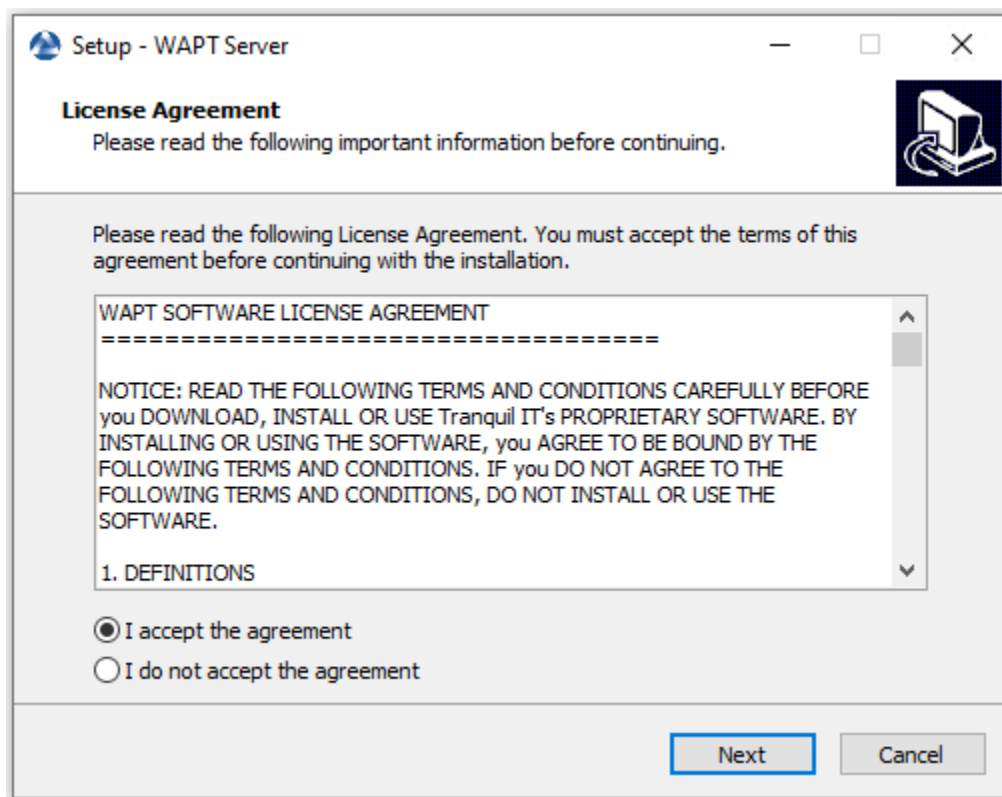 Setup - WAPT Server
License Agreement
Please read the following important information before continuing.
Please read the following License Agreement. You must accept the terms of this
agreement before continuing with the installation.
WAPT SOFTWARE LICENSE AGREEMENT
===================================
NOTICE: READ THE FOLLOWING TERMS AND CONDITIONS CAREFULLY BEFORE
you DOWNLOAD, INSTALL OR USE Tranquil IT's PROPRIETARY SOFTWARE. BY
INSTALLING OR USING THE SOFTWARE, you AGREE TO BE BOUND BY THE
FOLLOWING TERMS AND CONDITIONS. IF you DO NOT AGREE TO THE
FOLLOWING TERMS AND CONDITIONS, DO NOT INSTALL OR USE THE
SOFTWARE.
1. DEFINITIONS
I accept the agreement
I do not accept the agreement
Next
Cancel